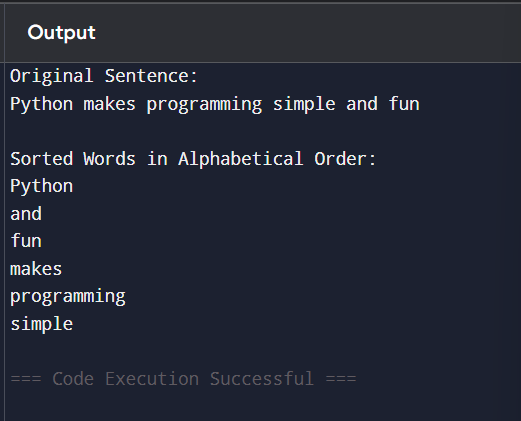 Output
Original Sentence:
Python makes programming simple and fun
Sorted Words in Alphabetical Order:
Python
and
fun
makes
programming
simple
=== Code Execution Successful ===